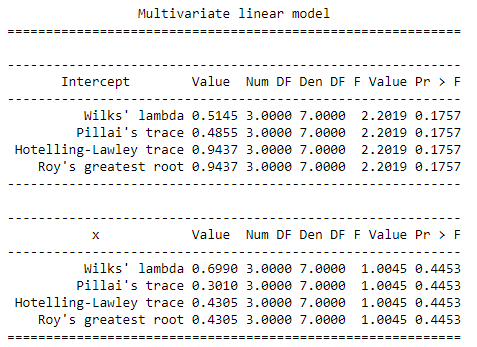 Multivariate linear model
================================================================
----------------------------------------------------------------
Intercept Value Num DF Den DF F Value Pr > F
----------------------------------------------------------------
Wilks' lambda 0.5145 3.0000 7.0000 2.2019 0.1757
Pillai's trace 0.4855 3.0000 7.0000 2.2019 0.1757
Hotelling-Lawley trace 0.9437 3.0000 7.0000 2.2019 0.1757
Roy's greatest root 0.9437 3.0000 7.0000 2.2019 0.1757
----------------------------------------------------------------
----------------------------------------------------------------
x Value Num DF Den DF F Value Pr > F
----------------------------------------------------------------
Wilks' lambda 0.6990 3.0000 7.0000 1.0045 0.4453
Pillai's trace 0.3010 3.0000 7.0000 1.0045 0.4453
Hotelling-Lawley trace 0.4305 3.0000 7.0000 1.0045 0.4453
Roy's greatest root 0.4305 3.0000 7.0000 1.0045 0.4453
================================================================